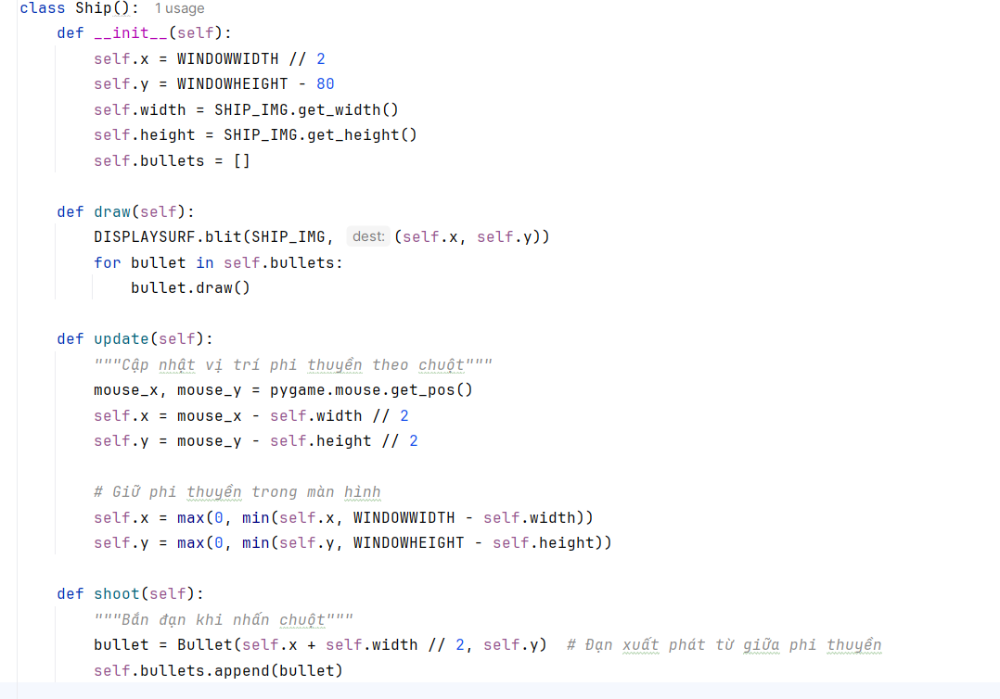 class Ship():  1 usage
    def __init__(self):
        self.x = WINDOWWIDTH // 2
        self.y = WINDOWHEIGHT - 80
        self.width = SHIP_IMG.get_width()
        self.height = SHIP_IMG.get_height()
        self.bullets = []

    def draw(self):
        DISPLAYSURF.blit(SHIP_IMG,  dest: (self.x, self.y))
        for bullet in self.bullets:
            bullet.draw()

    def update(self):
        """Cập nhật vị trí phi thuyền theo chuột"""
        mouse_x, mouse_y = pygame.mouse.get_pos()
        self.x = mouse_x - self.width // 2
        self.y = mouse_y - self.height // 2

        # Giữ phi thuyền trong màn hình
        self.x = max(0, min(self.x, WINDOWWIDTH - self.width))
        self.y = max(0, min(self.y, WINDOWHEIGHT - self.height))

    def shoot(self):
        """Bắn đạn khi nhấn chuột"""
        bullet = Bullet(self.x + self.width // 2, self.y)  # Đạn xuất phát từ giữa phi thuyền
        self.bullets.append(bullet)